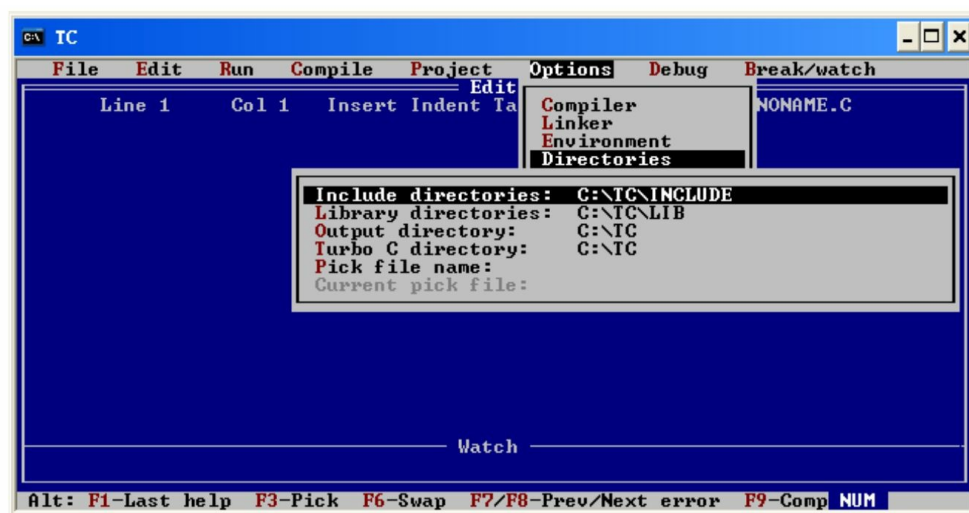 TC
File Edit Run Compile Project Options Debug Break/watch
Edit
Line 1 Col 1 Insert Indent Ta NONAME.C
Compiler
Linker
Environment
Directories
Include directories: C:\TC\INCLUDE
Library directories: C:\TC\LIB
Output directory: C:\TC
Turbo C directory: C:\TC
Pick file name:
Current pick file:
Watch
Alt: F1-Last help F3-Pick F6-Swap F7/F8-Prev/Next error F9-Comp NUM